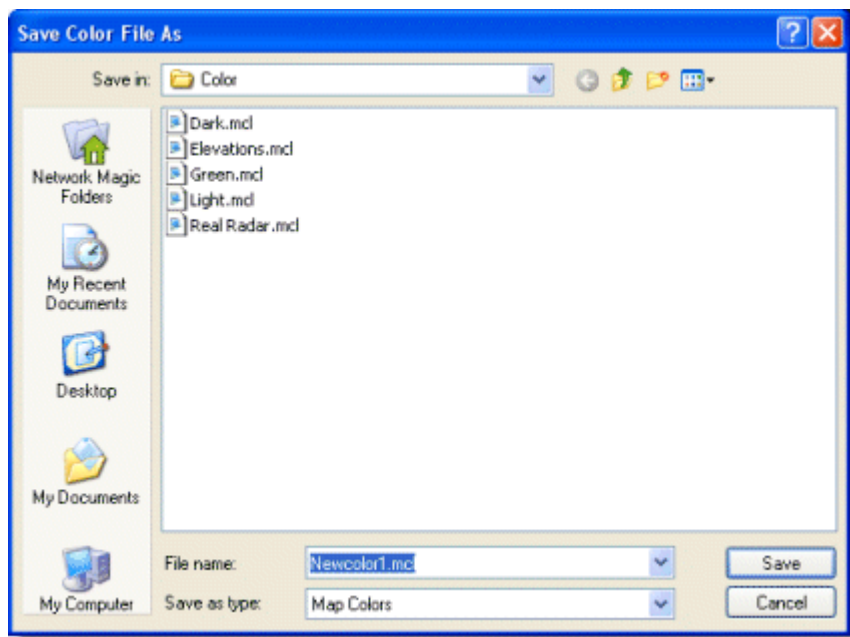 Save Color File As
Save in: Color
Dark.mcl
Elevations.mcl
Green.mcl
Light.mcl
Real Radar.mcl
Network Magic
Folders
My Recent
Documents
Desktop
My Documents
My Computer
File name: Newcolor1.mcl Save
Save as type: Map Colors Cancel